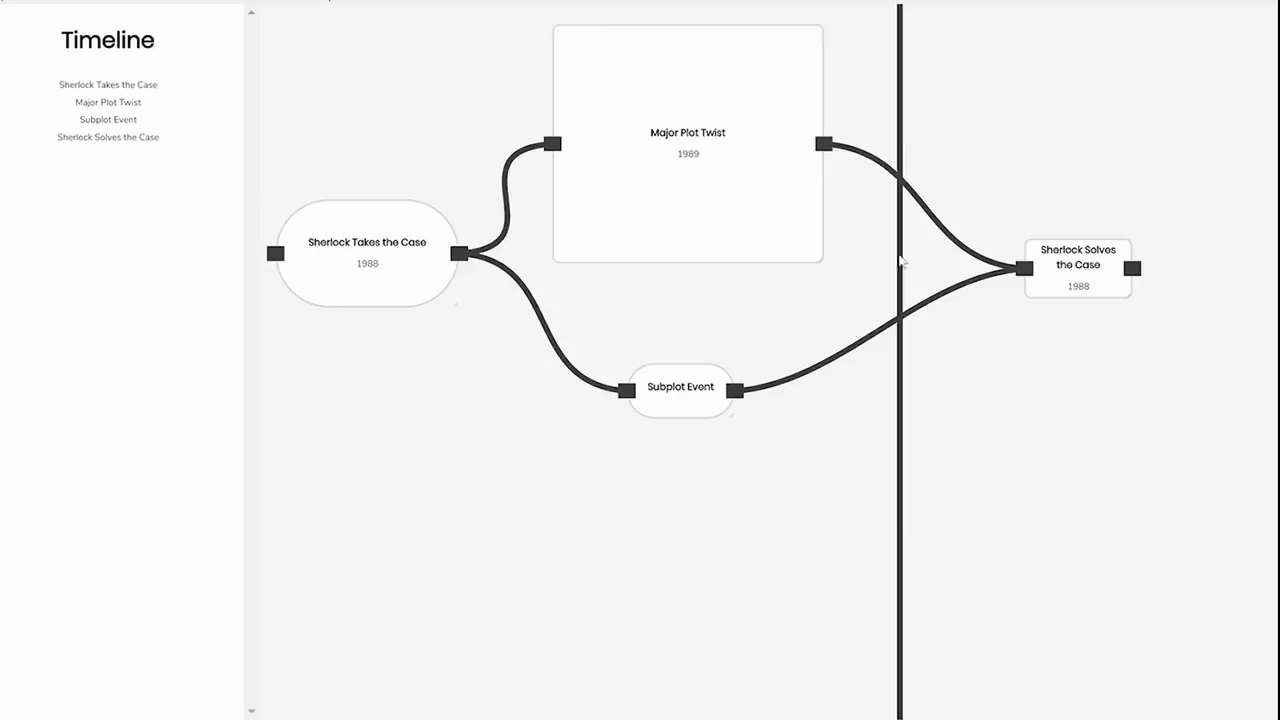 Timeline
Sherlock Takes the Case
Major Plot Twist
Subplot Event
Sherlock Solves the Case
Major Plot Twist
1989
Sherlock Takes the Case
1988
Sherlock Solves
the Case
1988
Subplot Event